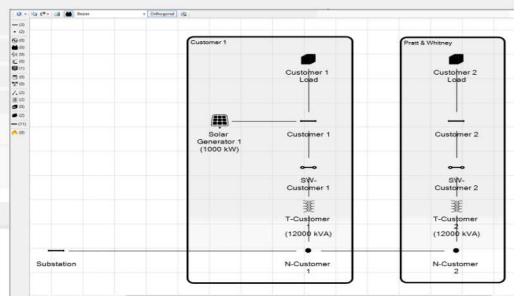 Bezier
Orthogonal
Customer 1
Pratt & Whitney
Customer 1
Load
Customer 2
Load
Solar
Generator 1
(1000 kW)
Customer 1
Customer 2
SW-
Customer 1
SW-
Customer 2
T-Customer
(12000 kVA)
T-Customer
2
(12000 kVA)
Substation
N-Customer
1
N-Customer
2